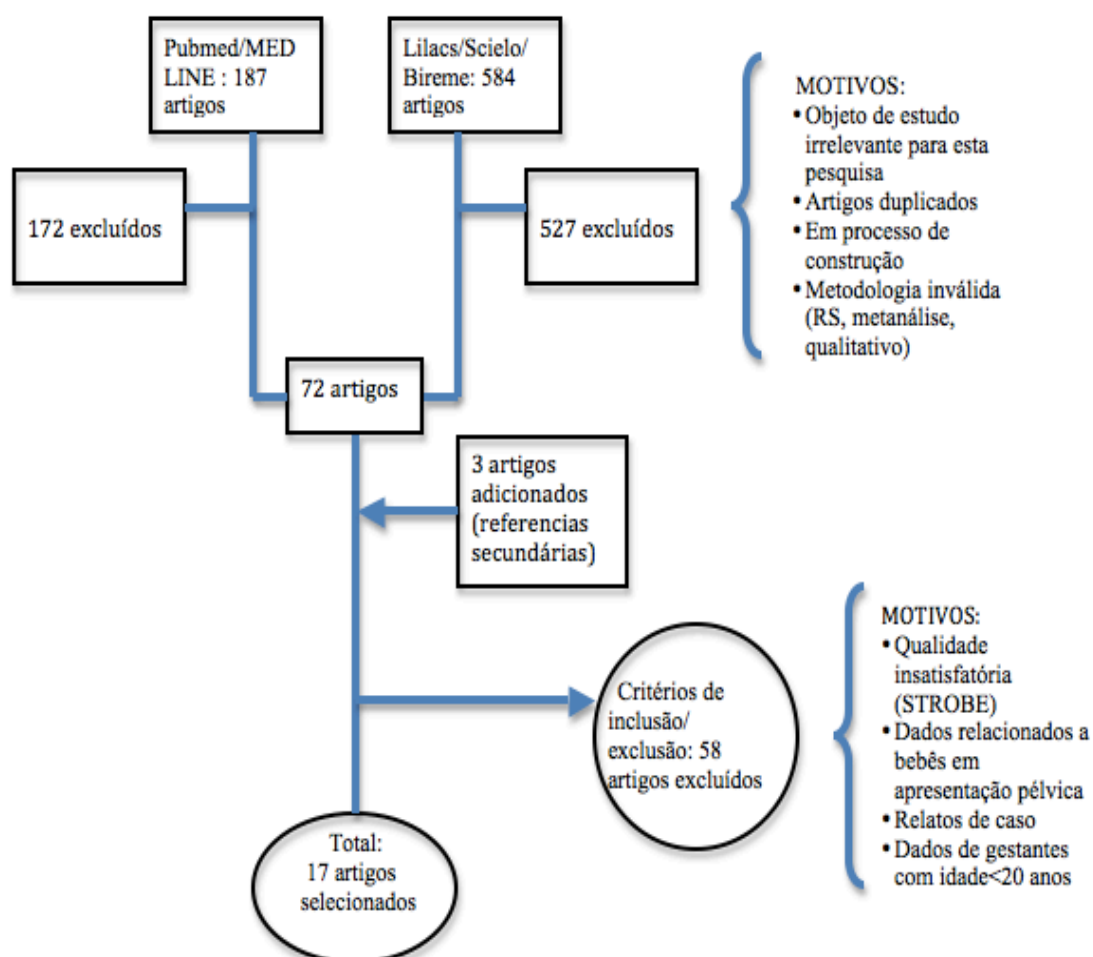 Pubmed/MED
LINE : 187
artigos
Lilacs/Scielo/
Bireme: 584
artigos
172 excluídos
527 excluídos
MOTIVOS:
• Objeto de estudo
irrelevante para esta
pesquisa
• Artigos duplicados
• Em processo de
construção
• Metodologia inválida
(RS, metanálise,
qualitativo)
72 artigos
3 artigos
adicionados
(referencias
secundárias)
Critérios de
inclusão/
exclusão: 58
artigos excluídos
MOTIVOS:
• Qualidade
insatisfatória
(STROBE)
• Dados relacionados a
bebês em
apresentação pélvica
• Relatos de caso
• Dados de gestantes
com idade<20 anos
Total:
17 artigos
selecionados